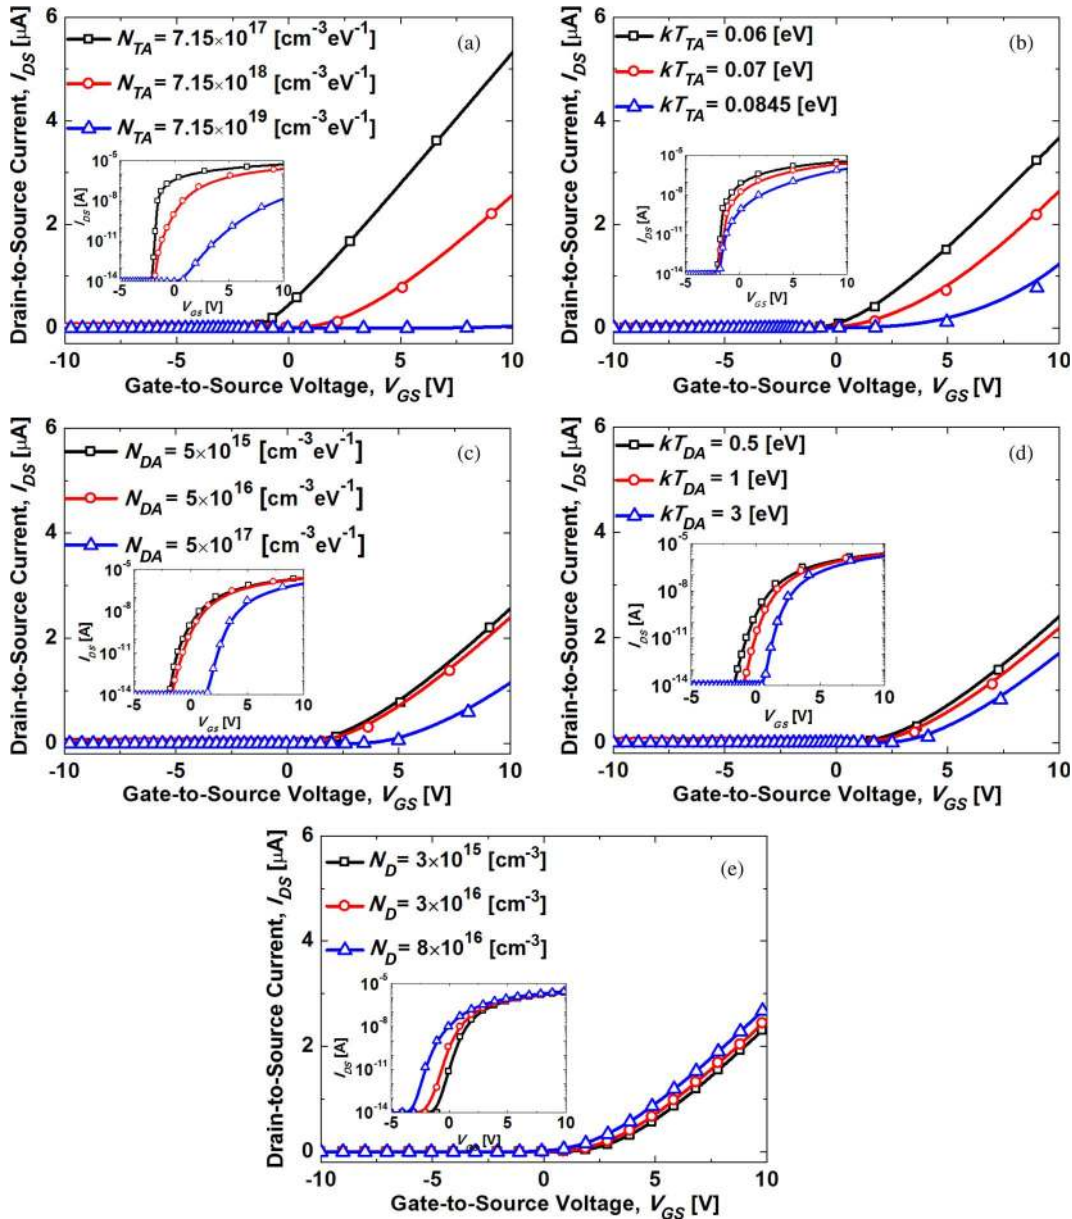 (a)
N_TA = 7.15×10^17 [cm^-3eV^-1]
N_TA = 7.15×10^18 [cm^-3eV^-1]
N_TA = 7.15×10^19 [cm^-3eV^-1]
Drain-to-Source Current, I_DS [μA]
6
4
2
0
-10 -5 0 5 10
Gate-to-Source Voltage, V_GS [V]
I_DS [A]
10^-5
10^-8
10^-11
10^-14
-5 0 5 10
V_GS [V]
(b)
kT_TA = 0.06 [eV]
kT_TA = 0.07 [eV]
kT_TA = 0.0845 [eV]
Drain-to-Source Current, I_DS [μA]
6
4
2
0
-10 -5 0 5 10
Gate-to-Source Voltage, V_GS [V]
I_DS [A]
10^-5
10^-8
10^-11
10^-14
-5 0 5 10
V_GS [V]
(c)
N_DA = 5×10^15 [cm^-3eV^-1]
N_DA = 5×10^16 [cm^-3eV^-1]
N_DA = 5×10^17 [cm^-3eV^-1]
Drain-to-Source Current, I_DS [μA]
6
4
2
0
-10 -5 0 5 10
Gate-to-Source Voltage, V_GS [V]
I_DS [A]
10^-5
10^-8
10^-11
10^-14
-5 0 5 10
V_GS [V]
(d)
kT_DA = 0.5 [eV]
kT_DA = 1 [eV]
kT_DA = 3 [eV]
Drain-to-Source Current, I_DS [μA]
6
4
2
0
-10 -5 0 5 10
Gate-to-Source Voltage, V_GS [V]
I_DS [A]
10^-5
10^-8
10^-11
10^-14
-5 0 5 10
V_GS [V]
(e)
N_D = 3×10^15 [cm^-3]
N_D = 3×10^16 [cm^-3]
N_D = 8×10^16 [cm^-3]
Drain-to-Source Current, I_DS [μA]
6
4
2
0
-10 -5 0 5 10
Gate-to-Source Voltage, V_GS [V]
I_DS [A]
10^-5
10^-8
10^-11
10^-14
-5 0 5 10
V_GS [V]